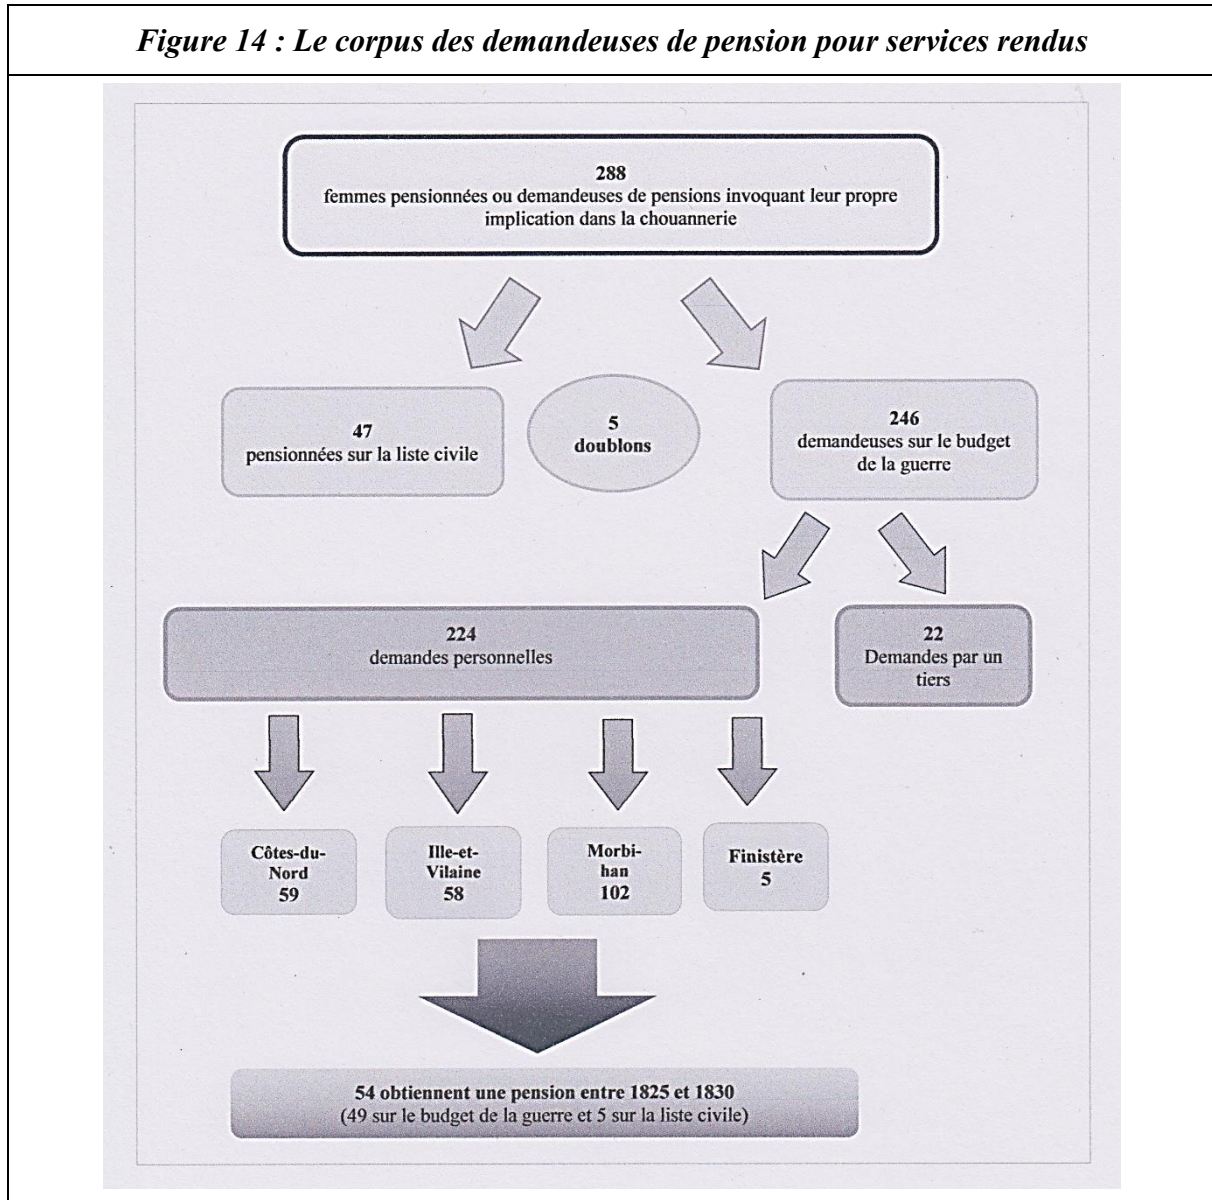 Figure 14 : Le corpus des demandeuses de pension pour services rendus
288
femmes pensionnées ou demandeuses de pensions invoquant leur propre
implication dans la chouannerie
47
pensionnées sur la liste civile
5
doublons
246
demandeuses sur le budget
de la guerre
224
demandes personnelles
22
Demandes par un
tiers
Côtes-du-
Nord
59
Ille-et-
Vilaine
58
Morbi-
han
102
Finistère
5
54 obtiennent une pension entre 1825 et 1830
(49 sur le budget de la guerre et 5 sur la liste civile)